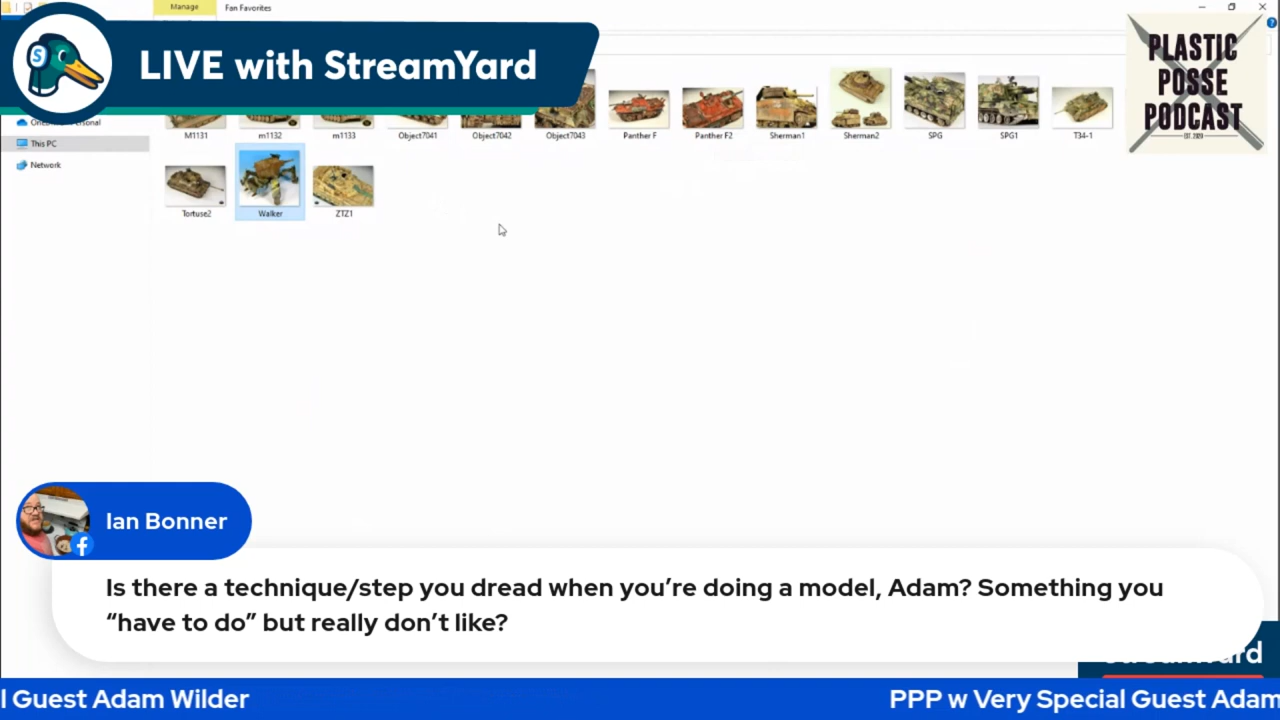 Manage
Fan Favorites
LIVE with StreamYard
S
PLASTIC
POSSE
PODCAST
EST. 2020
Personal
This PC
Network
M1131
m1132
m1133
Object7041
Object7042
Object7043
Panther F
Panther F2
Sherman1
Sherman2
SPG
SPG1
T34-1
Tortuse2
Walker
ZTZ1
Ian Bonner
Is there a technique/step you dread when you’re doing a model, Adam? Something you
“have to do” but really don’t like?
l Guest Adam Wilder
PPP w Very Special Guest Adam